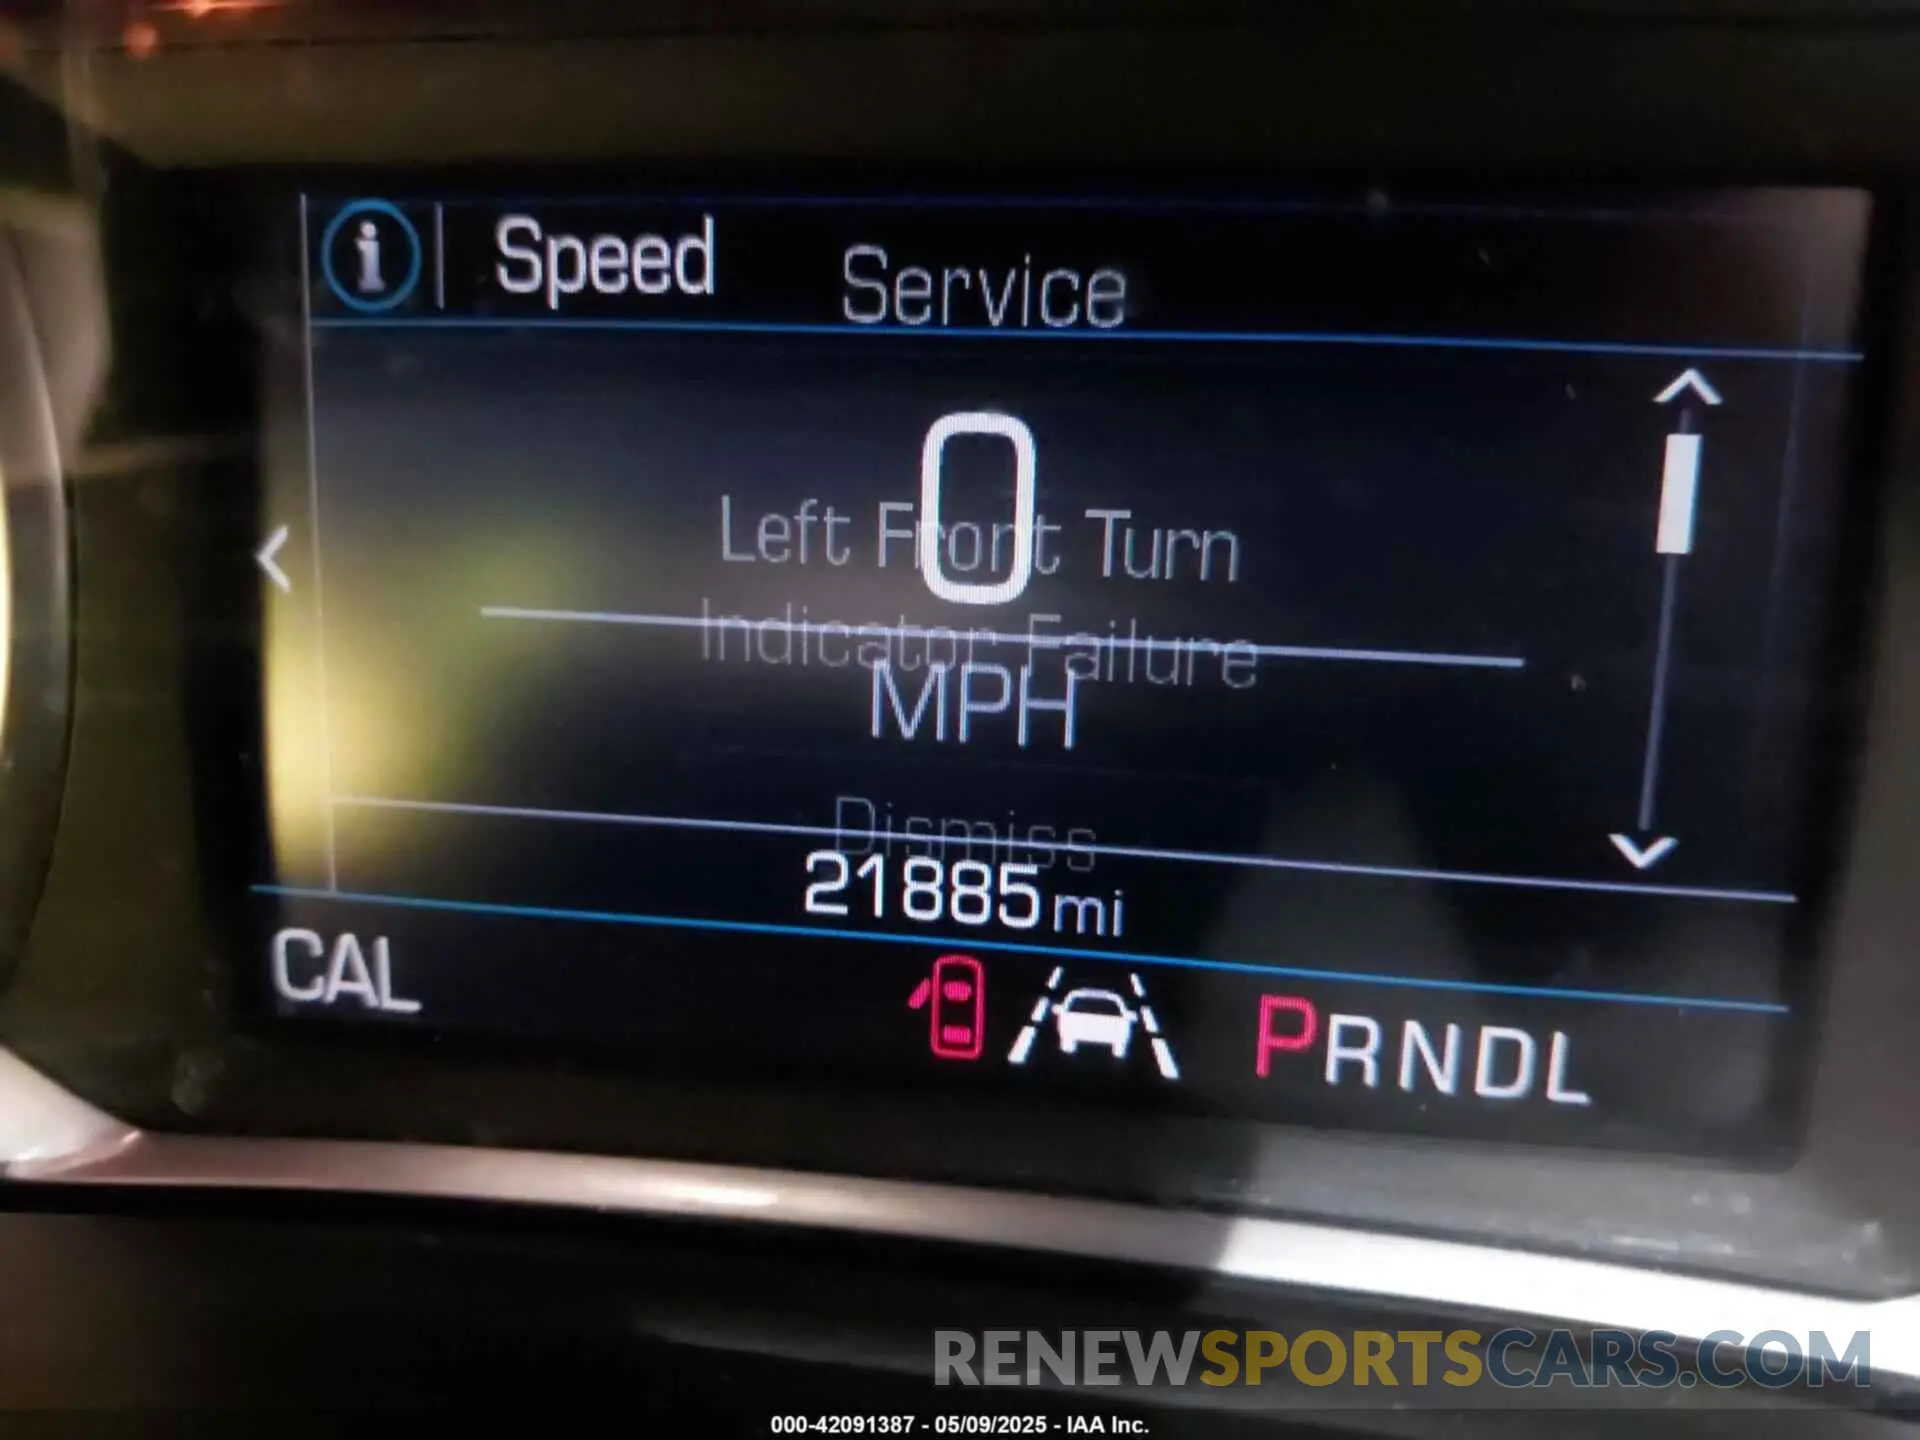 i Speed
Service
0
Left Front Turn
Indicator Failure
MPH
Dismiss
21885 mi
CAL
PRNDL
RENEWSPORTSCARS.COM
000-42091387 - 05/09/2025 - IAA Inc.